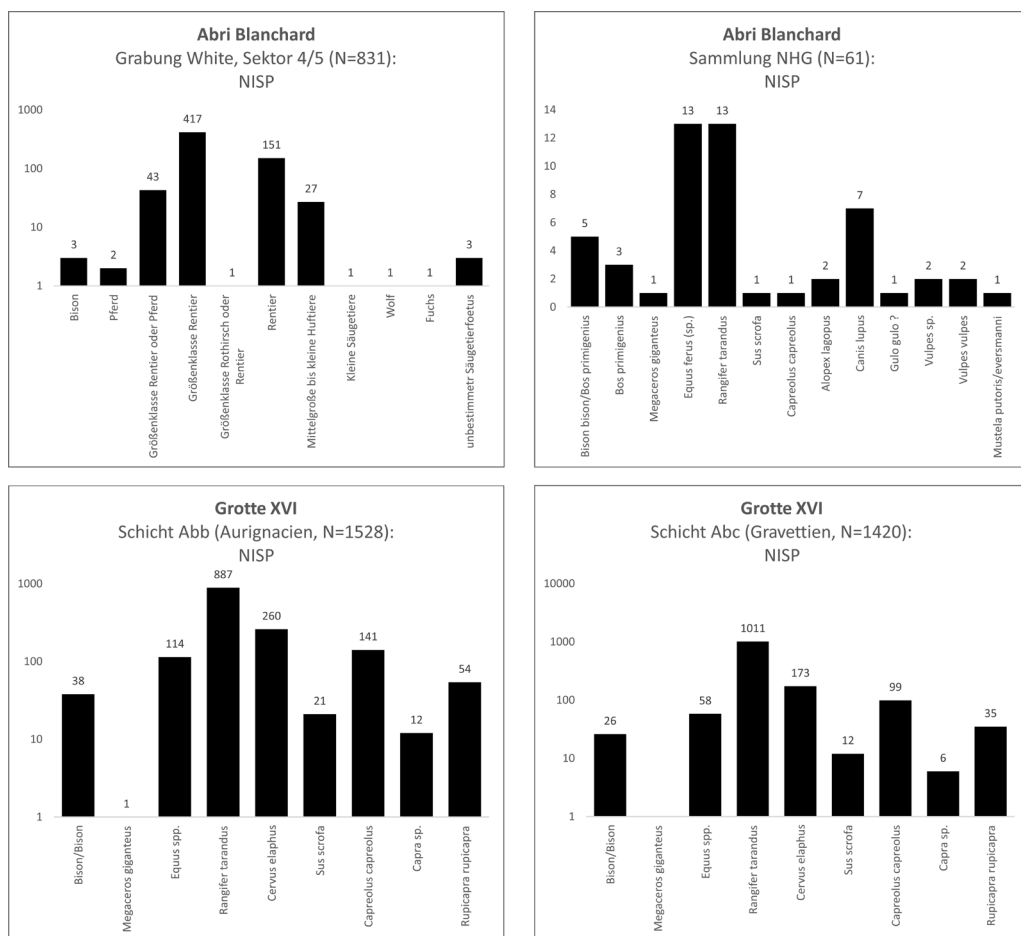 Abri Blanchard
Grabung White, Sektor 4/5 (N=831):
NISP
1000
100
10
1
3
2
43
417
1
151
27
1
1
1
3
Bison
Pferd
Größenklasse Rentier oder Pferd
Größenklasse Rentier
Größenklasse Rothirsch oder
Rentier
Rentier
Mittelgroße bis kleine Huftiere
Kleine Säugetiere
Wolf
Fuchs
unbestimmetr Säugetierfoetus
Abri Blanchard
Sammlung NHG (N=61):
NISP
14
12
10
8
6
4
2
0
5
3
1
13
13
1
1
2
7
1
2
2
1
Bison bison/Bos primigenius
Bos primigenius
Megaceros giganteus
Equus ferus (sp.)
Rangifer tarandus
Sus scrofa
Capreolus capreolus
Alopex lagopus
Canis lupus
Gulo gulo ?
Vulpes sp.
Vulpes vulpes
Mustela putoris/eversmanni
Grotte XVI
Schicht Abb (Aurignacien, N=1528):
NISP
1000
100
10
1
38
1
114
887
260
21
141
12
54
Bison/Bison
Megaceros giganteus
Equus spp.
Rangifer tarandus
Cervus elaphus
Sus scrofa
Capreolus capreolus
Capra sp.
Rupicapra rupicapra
Grotte XVI
Schicht Abc (Gravettien, N=1420):
NISP
10000
1000
100
10
1
26
58
1011
173
12
99
6
35
Bison/Bison
Megaceros giganteus
Equus spp.
Rangifer tarandus
Cervus elaphus
Sus scrofa
Capreolus capreolus
Capra sp.
Rupicapra rupicapra